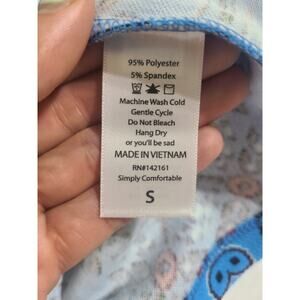 95% Polyester
5% Spandex
Machine Wash Cold
Gentle Cycle
Do Not Bleach
Hang Dry
or you'll be sad
MADE IN VIETNAM
RN#142161
Simply Comfortable
S